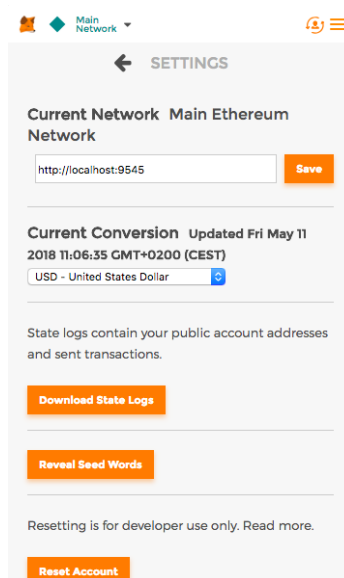 Main
Network
SETTINGS
Current Network Main Ethereum
Network
http://localhost:9545
Save
Current Conversion Updated Fri May 11
2018 11:06:35 GMT+0200 (CEST)
USD - United States Dollar
State logs contain your public account addresses
and sent transactions.
Download State Logs
Reveal Seed Words
Resetting is for developer use only. Read more.
Reset Account